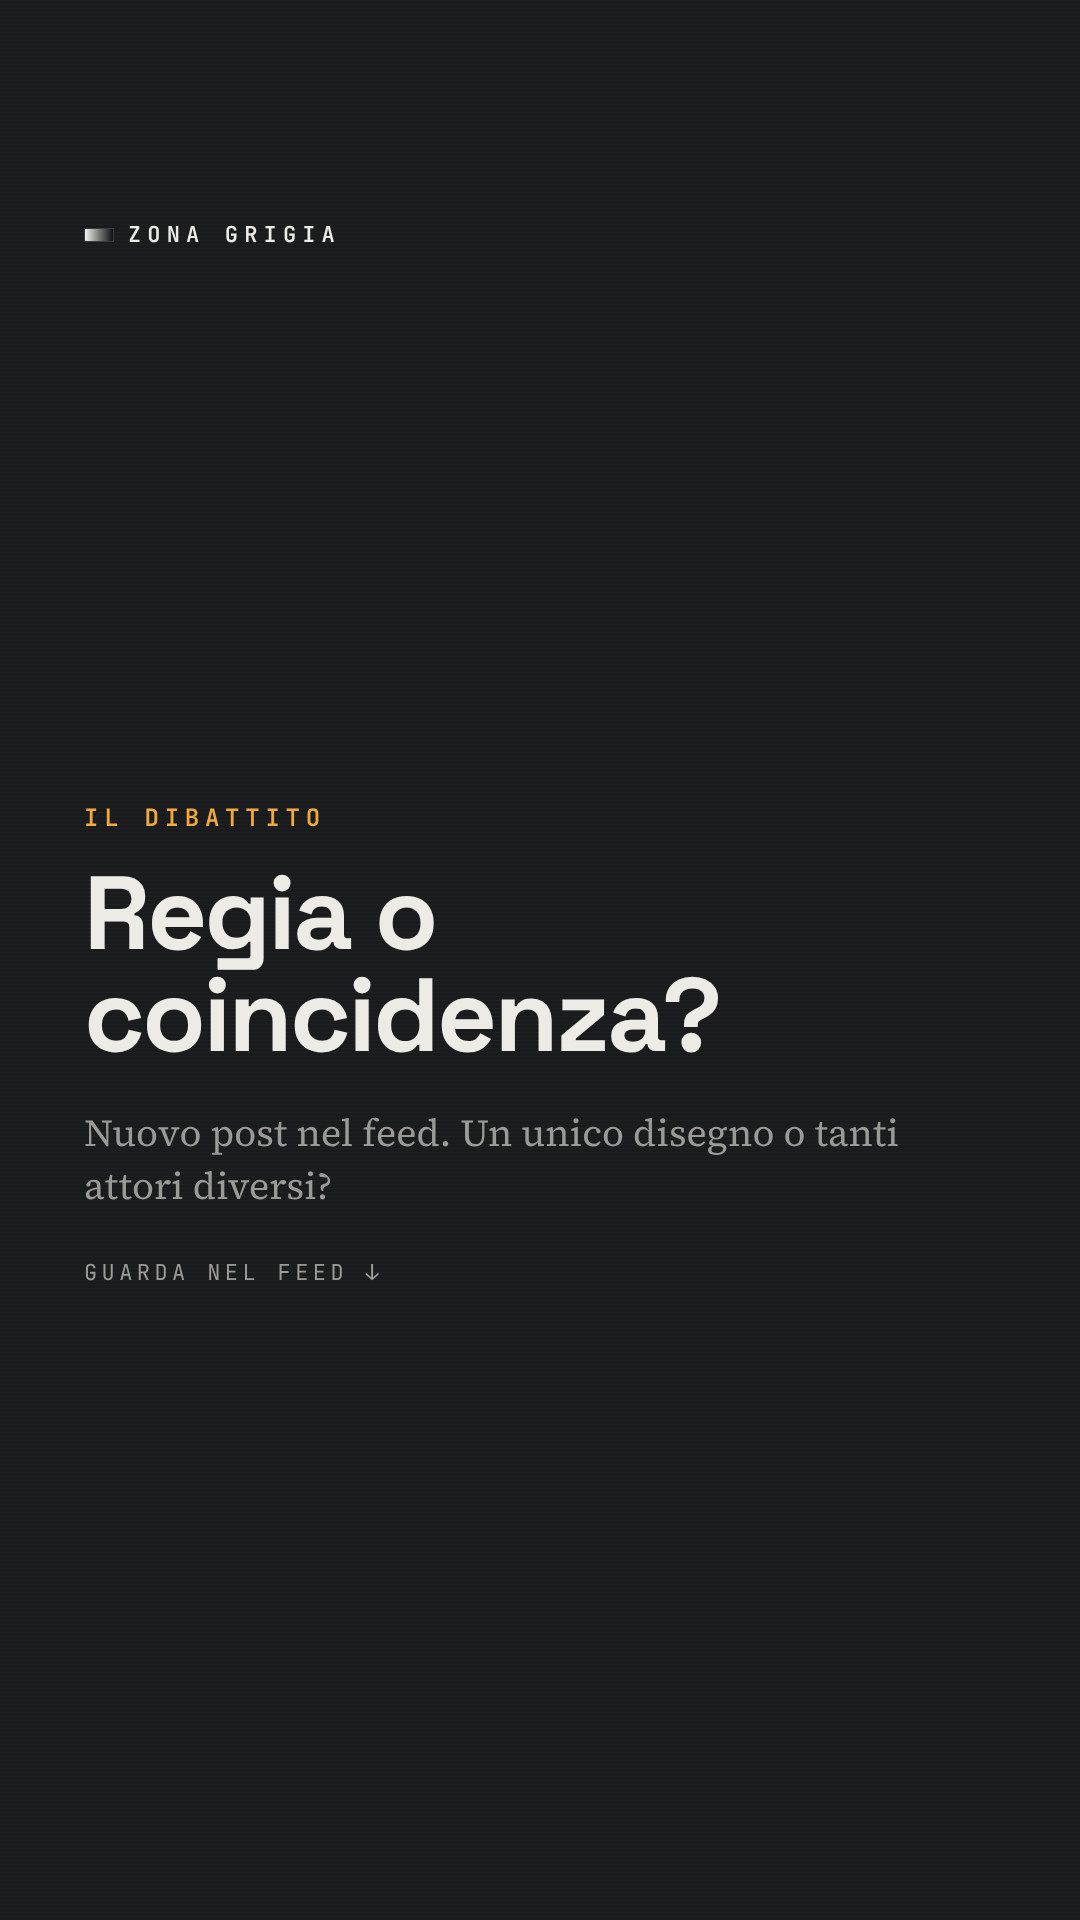 ZONA GRIGIA
IL DIBATTITO
Regia o
coincidenza?
Nuovo post nel feed. Un unico disegno o tanti
attori diversi?
GUARDA NEL FEED ↓